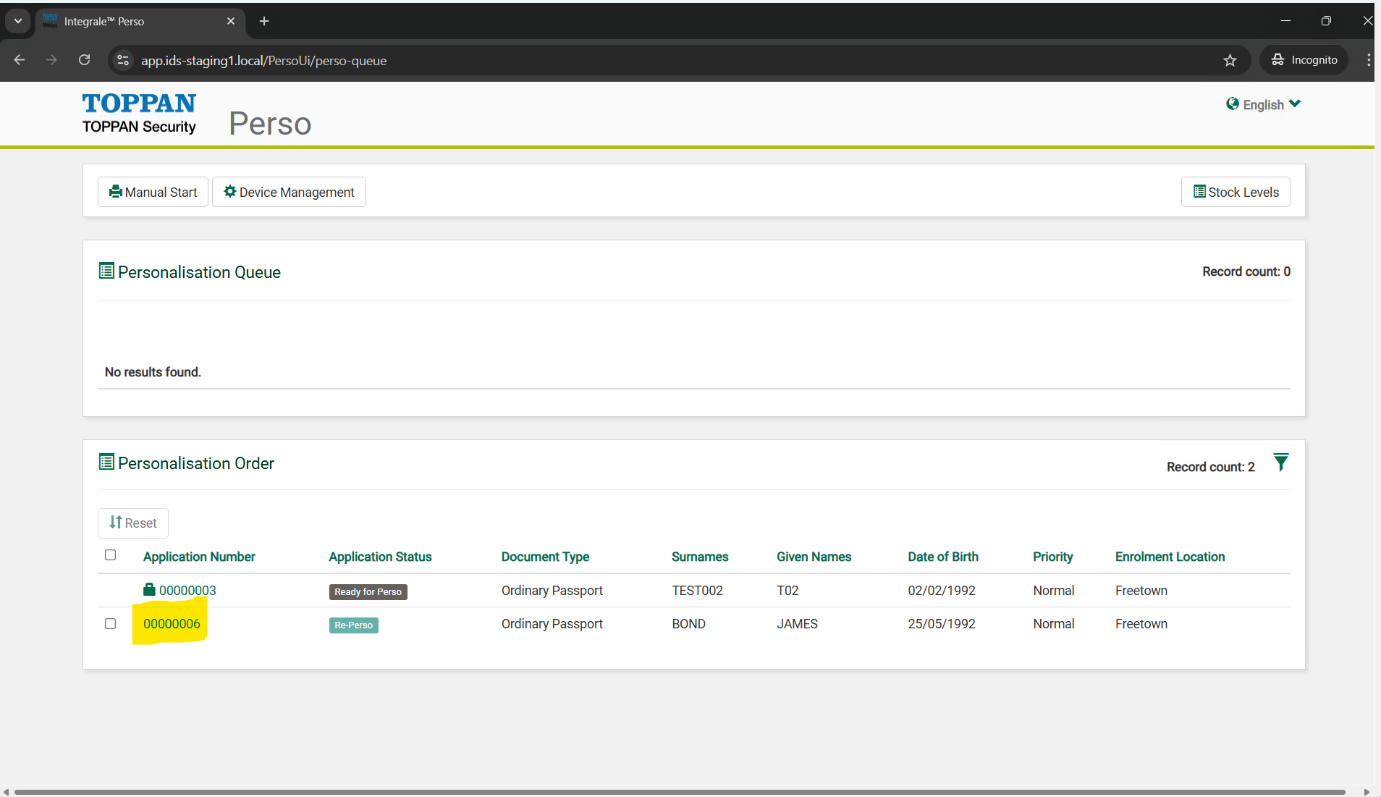 Integrale™ Perso
app.ids-staging1.local/PersoUi/perso-queue
Incognito
TOPPAN
TOPPAN Security
Perso
English
Manual Start
Device Management
Stock Levels
Personalisation Queue
Record count: 0
No results found.
Personalisation Order
Record count: 2
Reset
Application Number Application Status Document Type Surnames Given Names Date of Birth Priority Enrolment Location
00000003 Ready for Perso Ordinary Passport TEST002 T02 02/02/1992 Normal Freetown
00000006 Re-Perso Ordinary Passport BOND JAMES 25/05/1992 Normal Freetown